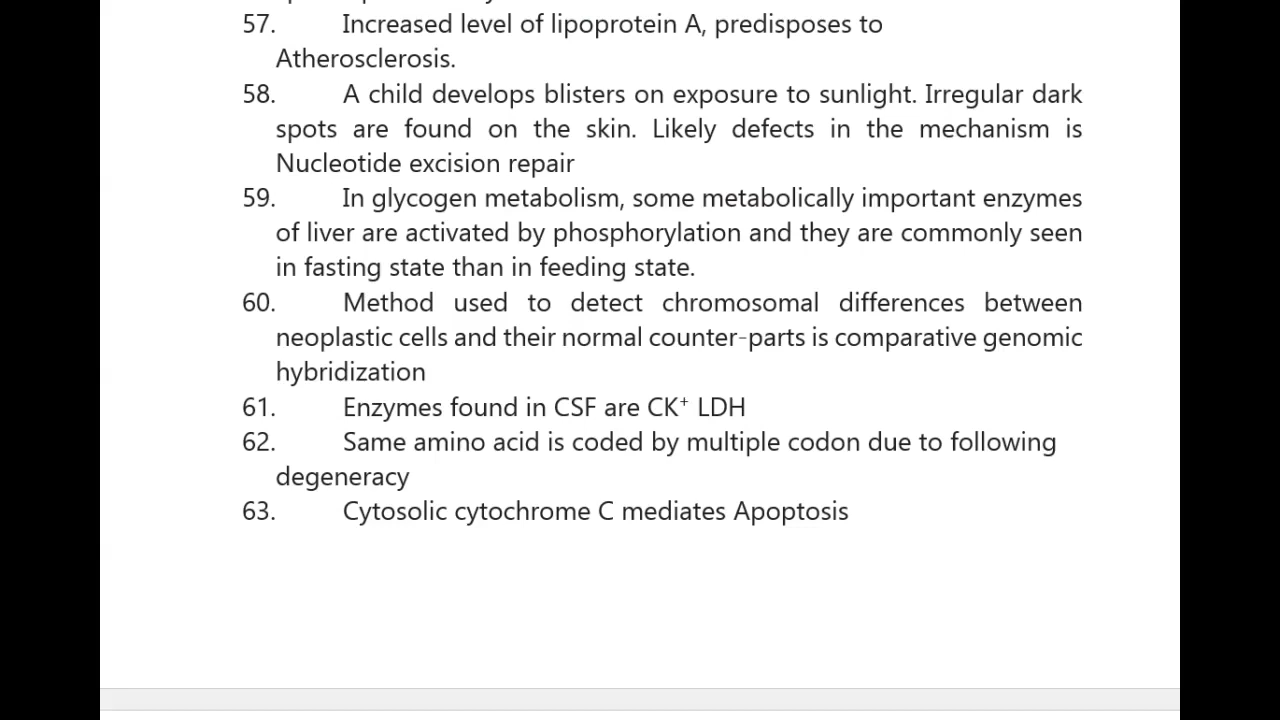 57. Increased level of lipoprotein A, predisposes to
Atherosclerosis.
58. A child develops blisters on exposure to sunlight. Irregular dark
spots are found on the skin. Likely defects in the mechanism is
Nucleotide excision repair
59. In glycogen metabolism, some metabolically important enzymes
of liver are activated by phosphorylation and they are commonly seen
in fasting state than in feeding state.
60. Method used to detect chromosomal differences between
neoplastic cells and their normal counter-parts is comparative genomic
hybridization
61. Enzymes found in CSF are CK⁺ LDH
62. Same amino acid is coded by multiple codon due to following
degeneracy
63. Cytosolic cytochrome C mediates Apoptosis